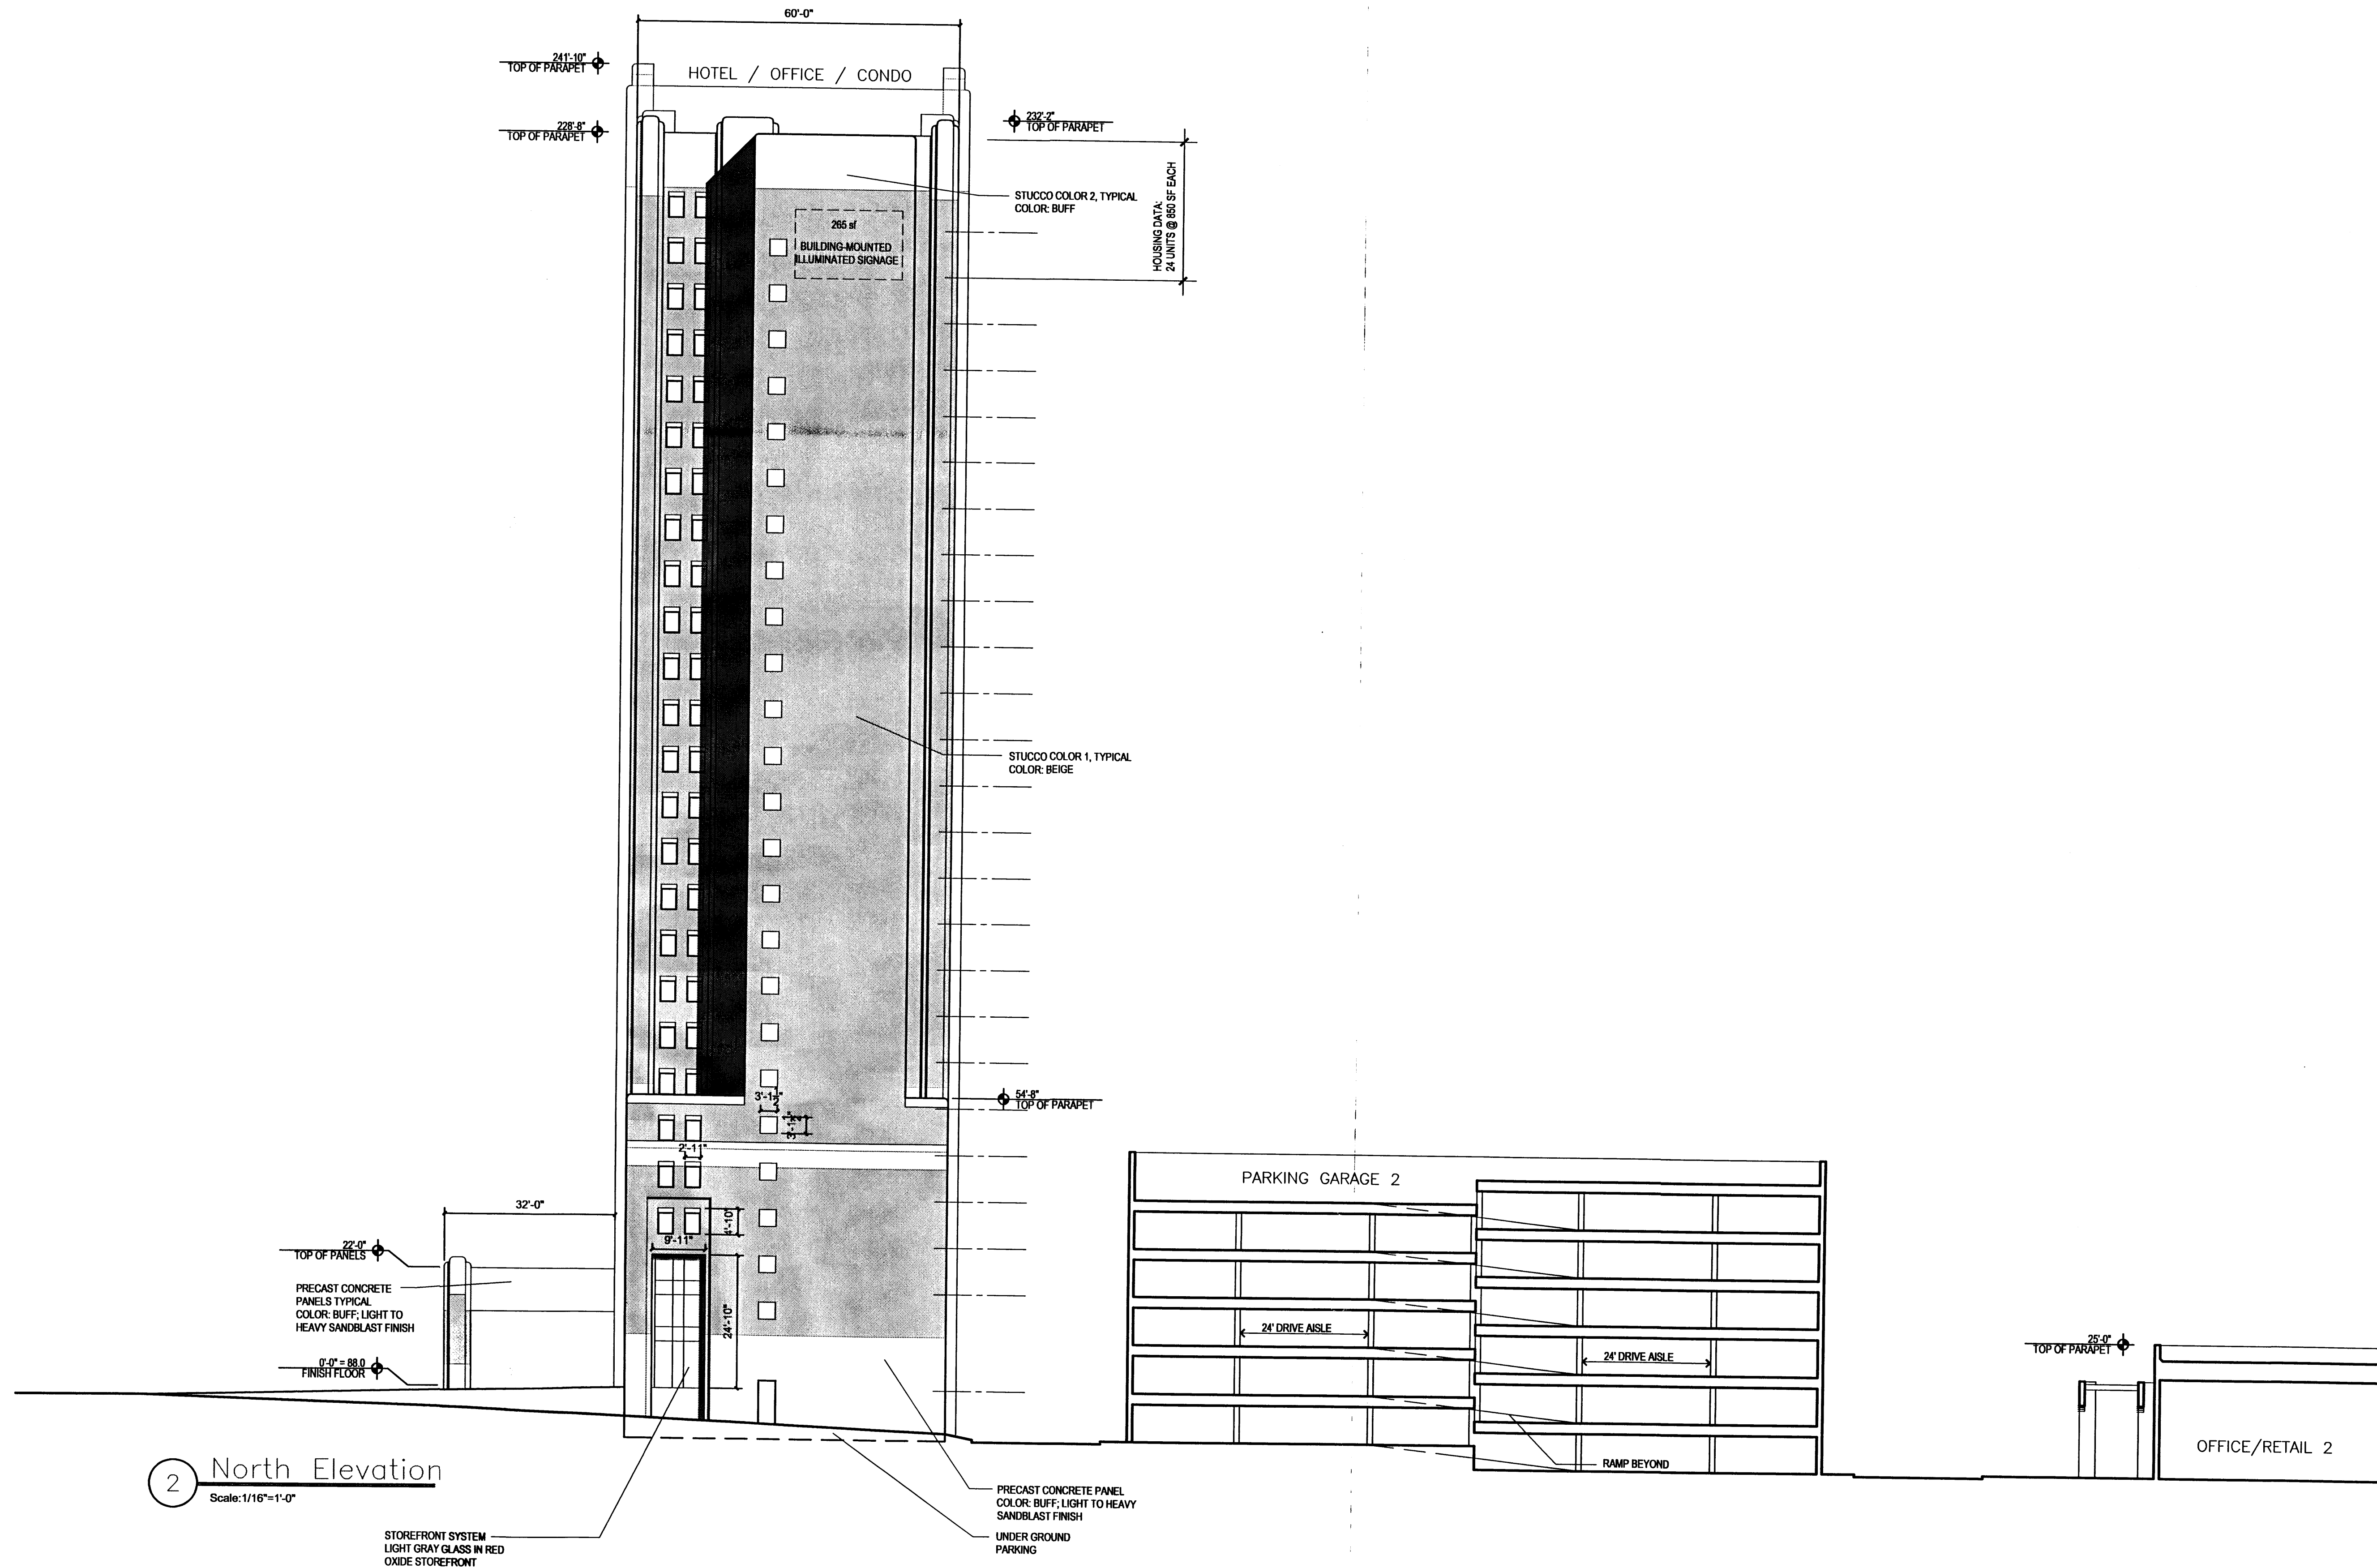 60'-0"
241'-10"
TOP OF PARAPET
HOTEL / OFFICE / CONDO
228'-8"
TOP OF PARAPET
232'-2"
TOP OF PARAPET
HOUSING DATA:
24 UNITS @ 850 SF EACH
STUCCO COLOR 2, TYPICAL
COLOR: BUFF
265 sf
BUILDING-MOUNTED
ILLUMINATED SIGNAGE
STUCCO COLOR 1, TYPICAL
COLOR: BEIGE
54'-8"
TOP OF PARAPET
3'-1½"
3'-1½"
2'-11"
4'-10"
9'-11"
24'-10"
32'-0"
22'-0"
TOP OF PANELS
PRECAST CONCRETE
PANELS TYPICAL
COLOR: BUFF; LIGHT TO
HEAVY SANDBLAST FINISH
0'-0" = 88.0
FINISH FLOOR
PARKING GARAGE 2
24' DRIVE AISLE
24' DRIVE AISLE
25'-0"
TOP OF PARAPET
RAMP BEYOND
OFFICE/RETAIL 2
2
North Elevation
Scale:1/16"=1'-0"
PRECAST CONCRETE PANEL
COLOR: BUFF; LIGHT TO HEAVY
SANDBLAST FINISH
UNDER GROUND
PARKING
STOREFRONT SYSTEM
LIGHT GRAY GLASS IN RED
OXIDE STOREFRONT